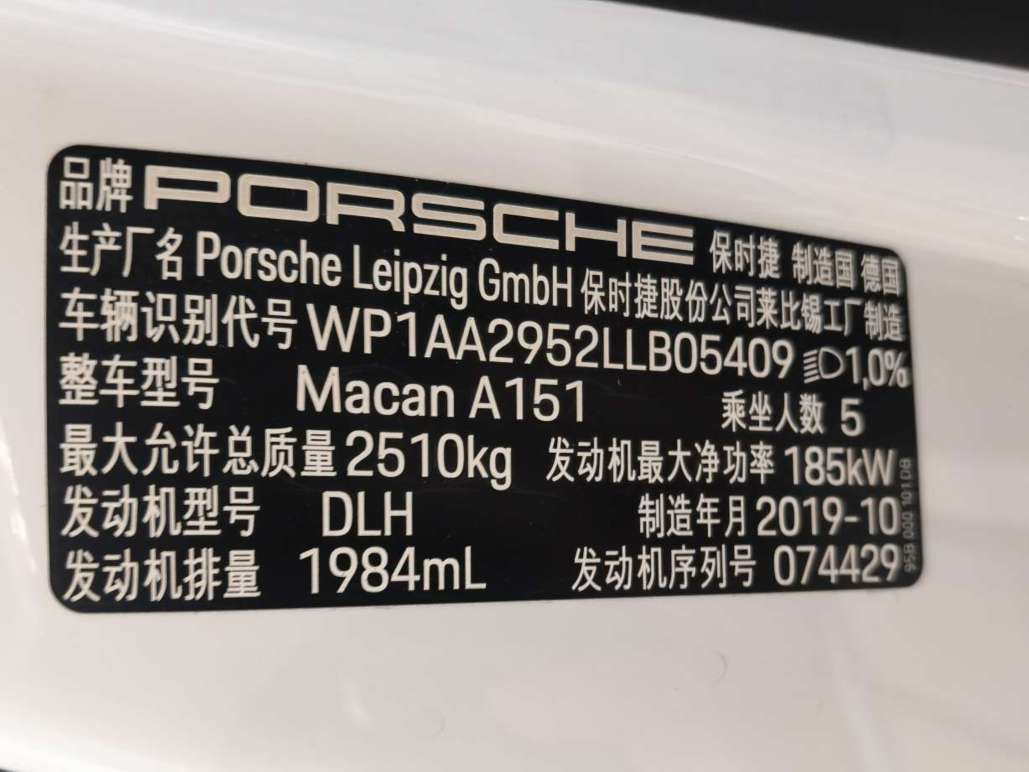 品牌 PORSCHE 保时捷 制造国 德国
生产厂名 Porsche Leipzig GmbH 保时捷股份公司莱比锡工厂制造
车辆识别代号 WP1AA2952LLB05409 1,0%
整车型号 Macan A151 乘坐人数 5
最大允许总质量 2510kg 发动机最大净功率 185kW
发动机型号 DLH 制造年月 2019-10
发动机排量 1984mL 发动机序列号 074429
95B 000 101 DB